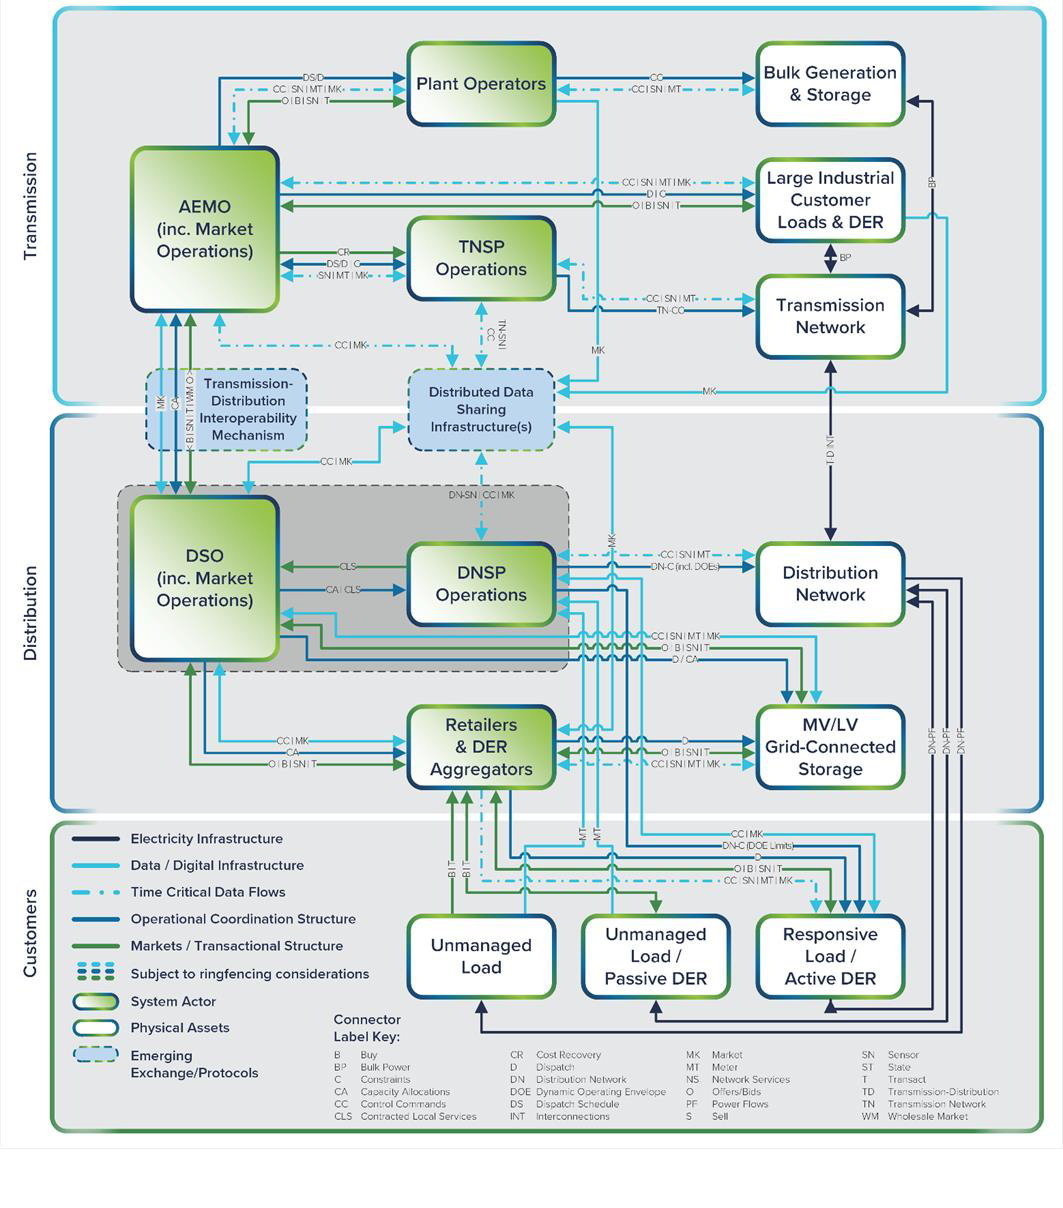 Transmission
Plant Operators
Bulk Generation
& Storage
DS/D
CC | SN | MT | MK
O | B | SN | T
CC
CC | SN | MT
AEMO
(inc. Market
Operations)
Large Industrial
Customer
Loads & DER
CC | SN | MT | MK
D | C
O | B | SN | T
BP
BP
TNSP
Operations
CR
DS/D | C
SN | MT | MK
Transmission
Network
CC | SN | MT
TN-CO
TN-SN |
CC
CC | MK
MK
MK
Transmission-
Distribution
Interoperability
Mechanism
MK
CA
Distributed Data
Sharing
Infrastructure(s)
T-D INT
Distribution
CC | MK
DN-SN | CC | MK
MK
DSO
(inc. Market
Operations)
DNSP
Operations
Distribution
Network
CLS
CA | CLS
CC | SN | MT
DN-C (incl. DOEs)
CC | SN | MT | MK
O | B | SN | T
D / CA
Retailers
& DER
Aggregators
MV/LV
Grid-Connected
Storage
CC | MK
CA
O | B | SN | T
D
O | B | SN | T
CC | SN | MT | MK
DN-PF
DN-PF
DN-PF
Customers
Electricity Infrastructure
Data / Digital Infrastructure
Time Critical Data Flows
Operational Coordination Structure
Markets / Transactional Structure
Subject to ringfencing considerations
System Actor
Physical Assets
Emerging
Exchange/Protocols
MT
MT
B | T
B | T
CC | MK
DN-C (DOE Limits)
D
O | B | SN | T
CC | SN | MT | MK
Unmanaged
Load
Unmanaged
Load /
Passive DER
Responsive
Load /
Active DER
Connector
Label Key:
B Buy
BP Bulk Power
C Constraints
CA Capacity Allocations
CC Control Commands
CLS Contracted Local Services
CR Cost Recovery
D Dispatch
DN Distribution Network
DOE Dynamic Operating Envelope
DS Dispatch Schedule
INT Interconnections
MK Market
MT Meter
NS Network Services
O Offers/Bids
PF Power Flows
S Sell
SN Sensor
ST State
T Transact
TD Transmission-Distribution
TN Transmission Network
WM Wholesale Market